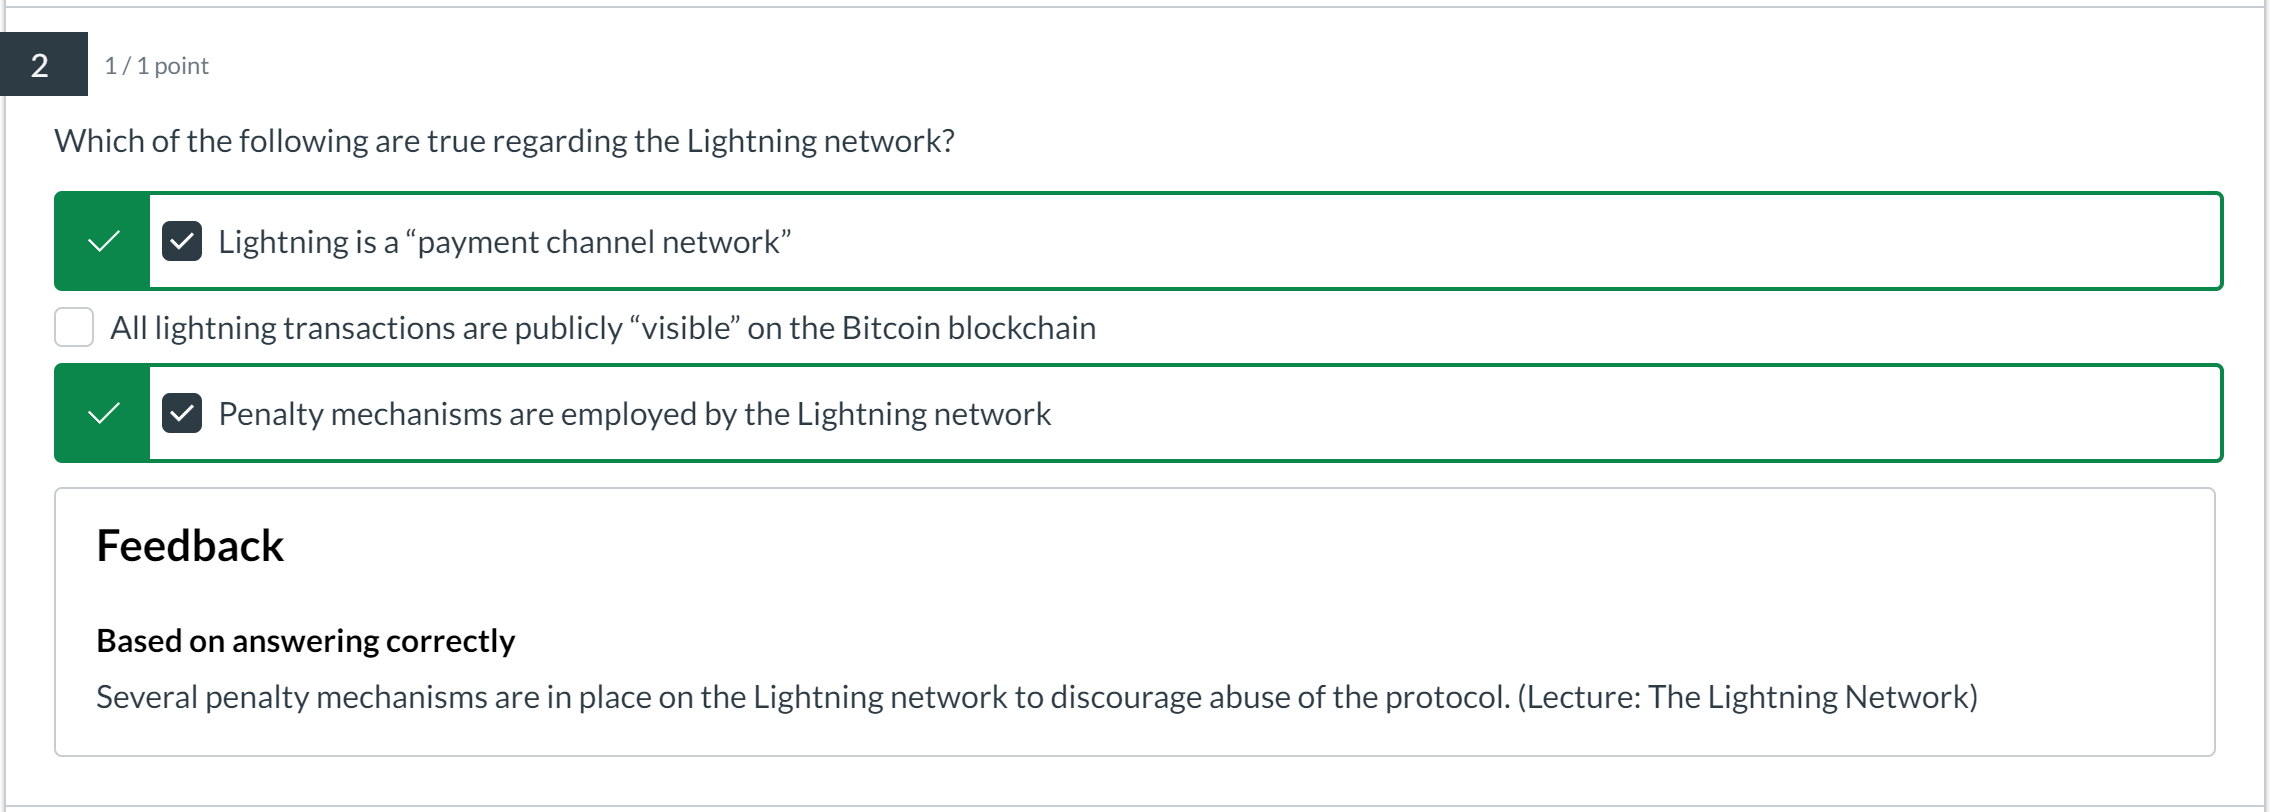 2
1 / 1 point
Which of the following are true regarding the Lightning network?
Lightning is a “payment channel network”
All lightning transactions are publicly “visible” on the Bitcoin blockchain
Penalty mechanisms are employed by the Lightning network
Feedback
Based on answering correctly
Several penalty mechanisms are in place on the Lightning network to discourage abuse of the protocol. (Lecture: The Lightning Network)